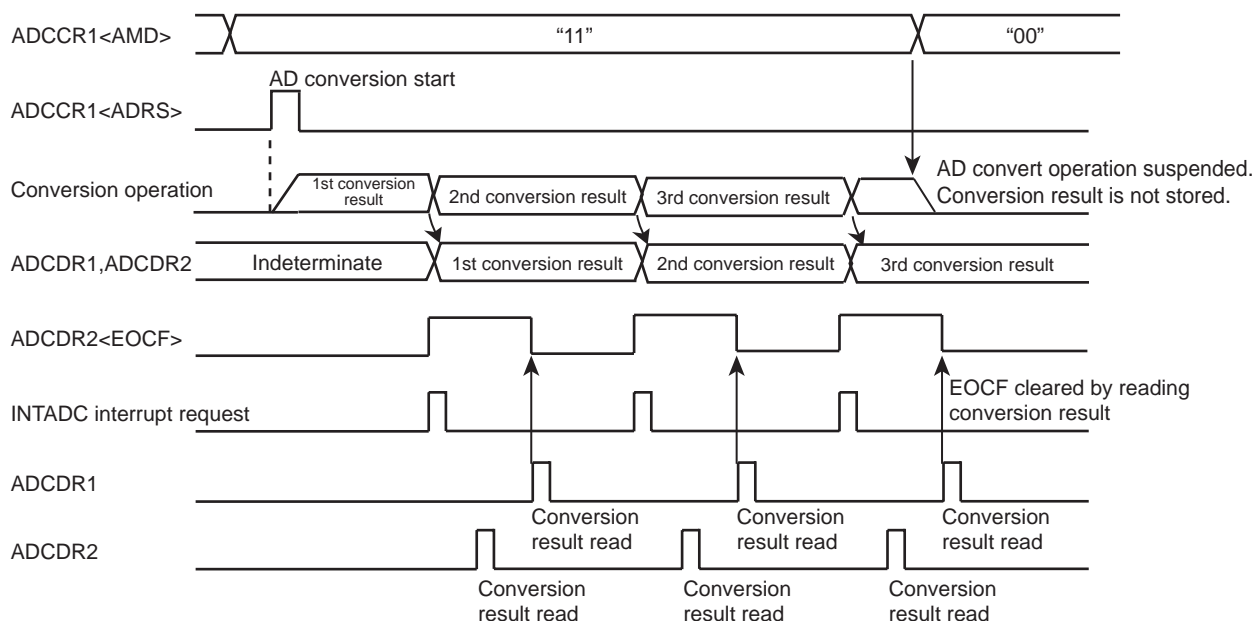 ADCCR1<AMD>
“11”
“00”
AD conversion start
ADCCR1<ADRS>
Conversion operation
1st conversion
result
2nd conversion result
3rd conversion result
AD convert operation suspended.
Conversion result is not stored.
ADCDR1,ADCDR2
Indeterminate
1st conversion result
2nd conversion result
3rd conversion result
ADCDR2<EOCF>
EOCF cleared by reading
conversion result
INTADC interrupt request
ADCDR1
Conversion
result read
Conversion
result read
Conversion
result read
ADCDR2
Conversion
result read
Conversion
result read
Conversion
result read